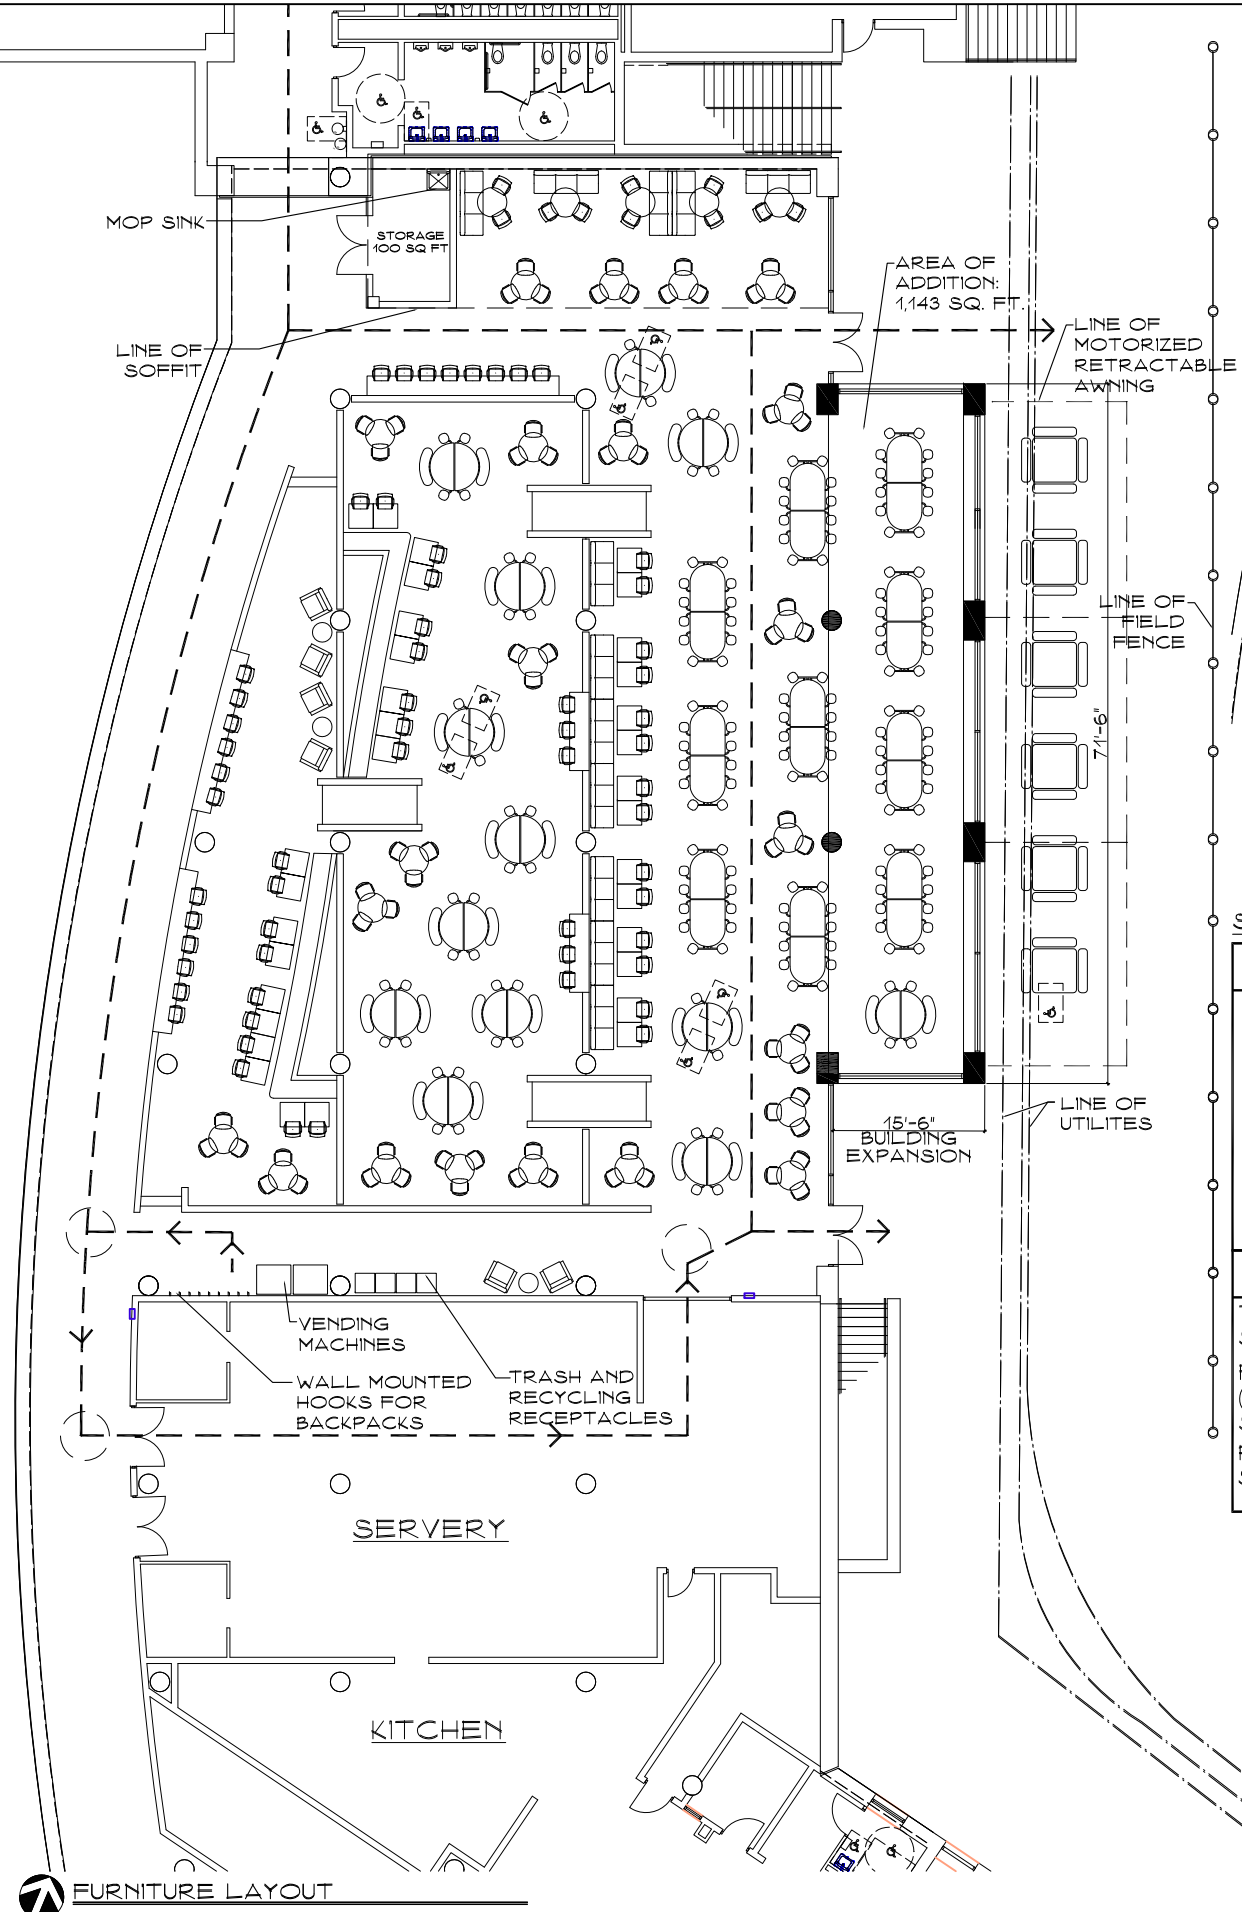 MOP SINK
STORAGE
100 SQ FT
AREA OF
ADDITION:
1,143 SQ. FT.
LINE OF
SOFFIT
LINE OF
MOTORIZED
RETRACTABLE
AWNING
LINE OF
FIELD
FENCE
71'-6"
15'-6"
BUILDING
EXPANSION
LINE OF
UTILITES
VENDING
MACHINES
WALL MOUNTED
HOOKS FOR
BACKPACKS
TRASH AND
RECYCLING
RECEPTACLES
SERVERY
KITCHEN
FURNITURE LAYOUT